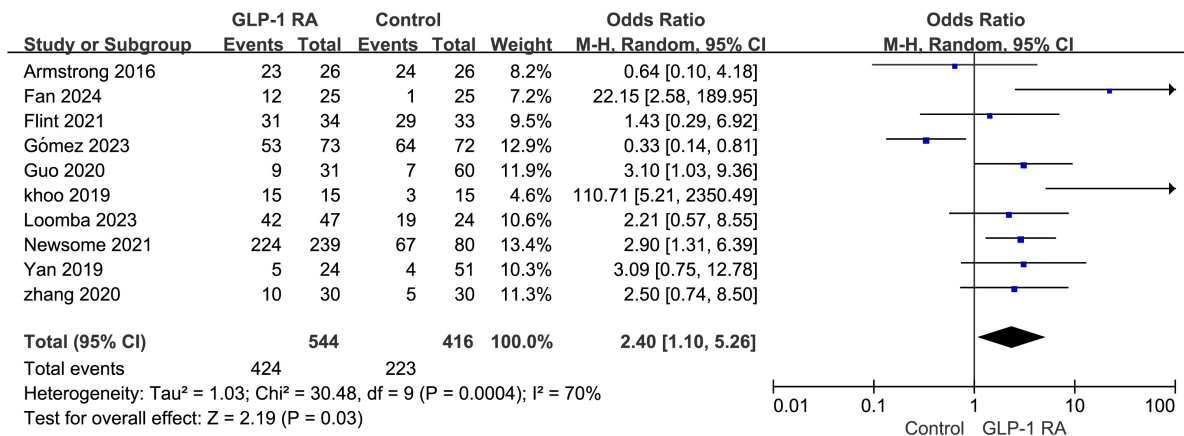 GLP-1 RA Control Odds Ratio Odds Ratio
Study or Subgroup Events Total Events Total Weight M-H, Random, 95% CI M-H, Random, 95% CI
Armstrong 2016 23 26 24 26 8.2% 0.64 [0.10, 4.18]
Fan 2024 12 25 1 25 7.2% 22.15 [2.58, 189.95]
Flint 2021 31 34 29 33 9.5% 1.43 [0.29, 6.92]
Gómez 2023 53 73 64 72 12.9% 0.33 [0.14, 0.81]
Guo 2020 9 31 7 60 11.9% 3.10 [1.03, 9.36]
khoo 2019 15 15 3 15 4.6% 110.71 [5.21, 2350.49]
Loomba 2023 42 47 19 24 10.6% 2.21 [0.57, 8.55]
Newsome 2021 224 239 67 80 13.4% 2.90 [1.31, 6.39]
Yan 2019 5 24 4 51 10.3% 3.09 [0.75, 12.78]
zhang 2020 10 30 5 30 11.3% 2.50 [0.74, 8.50]
Total (95% CI) 544 416 100.0% 2.40 [1.10, 5.26]
Total events 424 223
Heterogeneity: Tau² = 1.03; Chi² = 30.48, df = 9 (P = 0.0004); I² = 70%
Test for overall effect: Z = 2.19 (P = 0.03)
0.01 0.1 1 10 100
Control GLP-1 RA